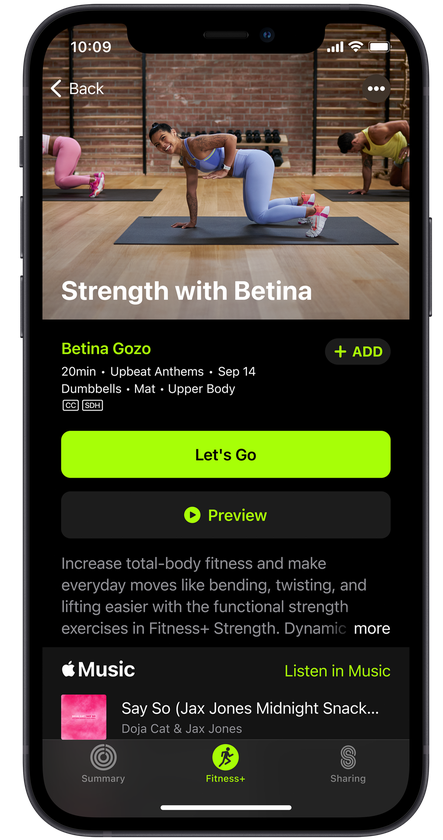 10:09
Back
Strength with Betina
Betina Gozo
+ ADD
20min • Upbeat Anthems • Sep 14
Dumbbells • Mat • Upper Body
CC SDH
Let's Go
Preview
Increase total-body fitness and make
everyday moves like bending, twisting, and
lifting easier with the functional strength
exercises in Fitness+ Strength. Dynamic more
Music
Listen in Music
Say So (Jax Jones Midnight Snack...
Doja Cat & Jax Jones
Summary
Fitness+
Sharing